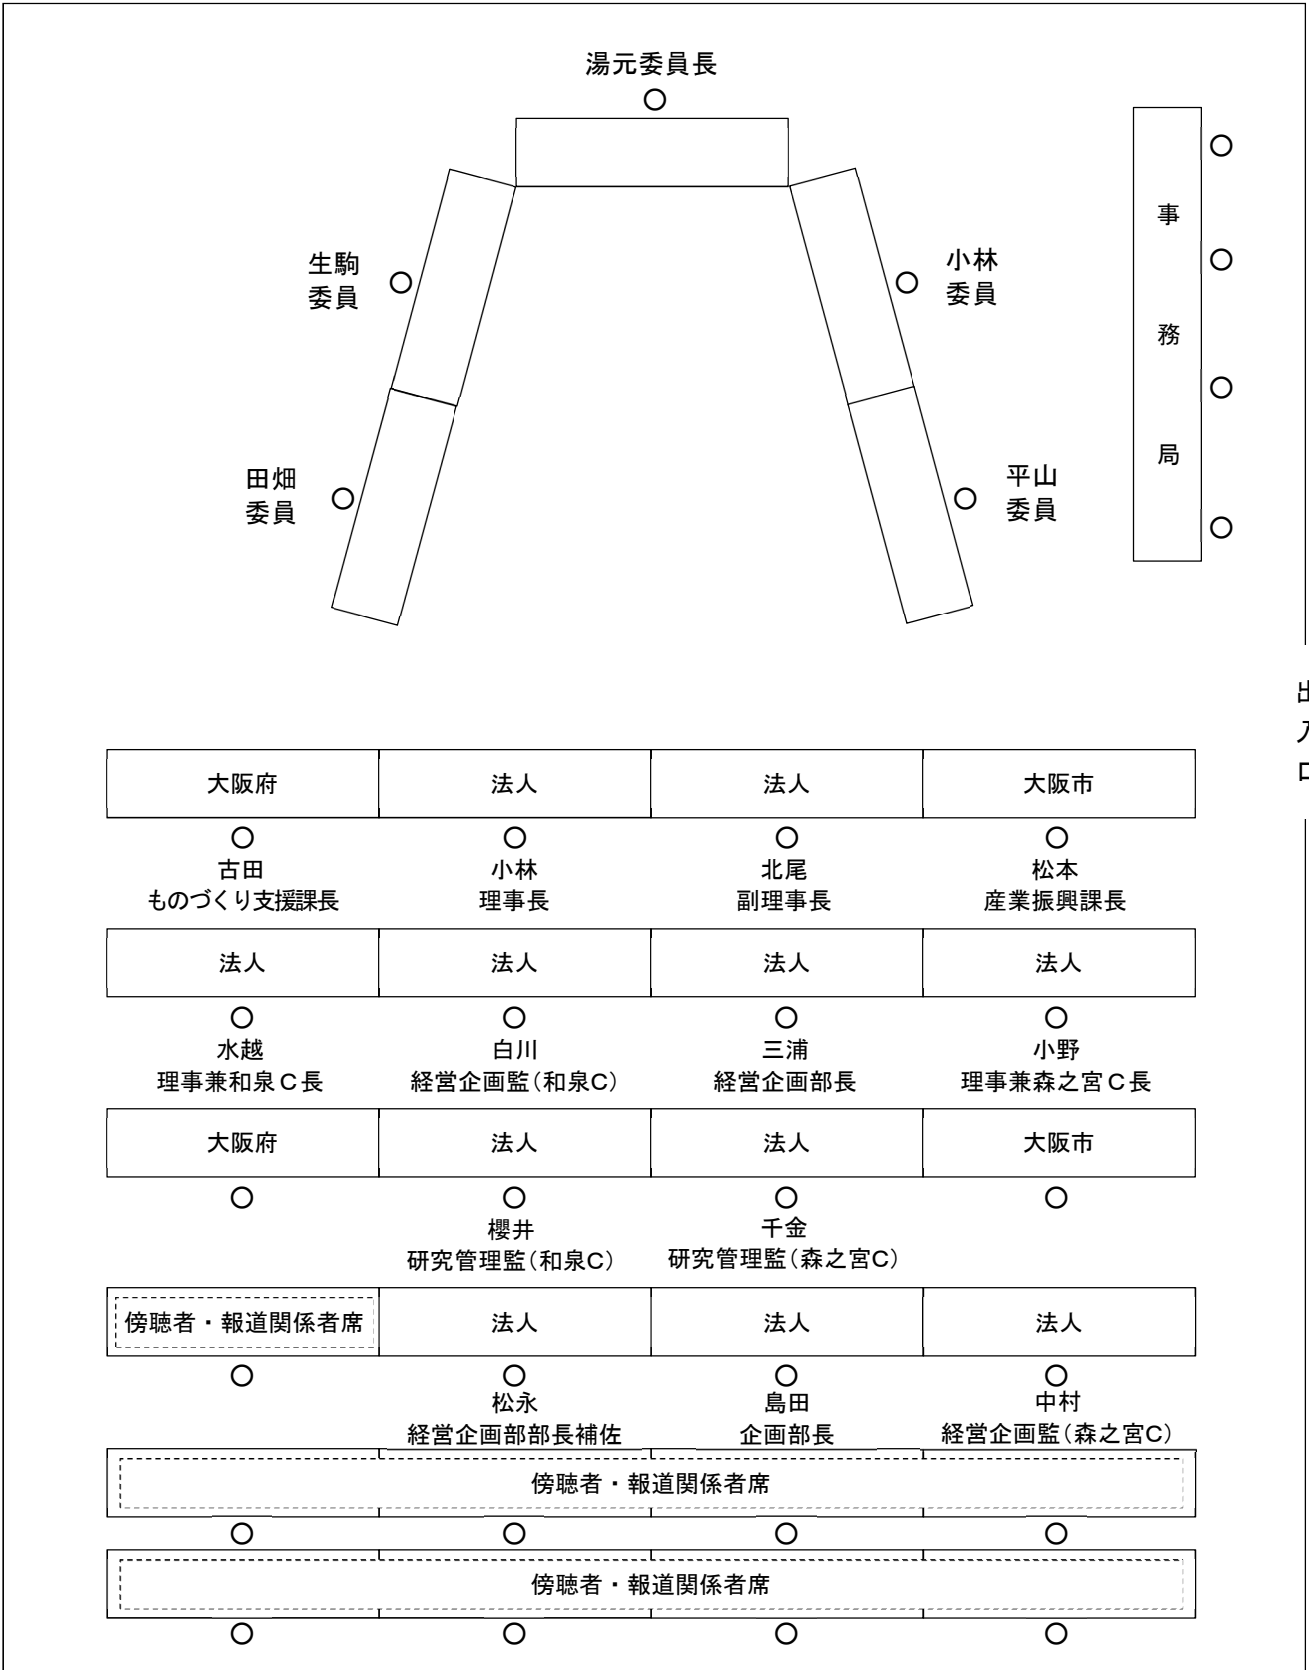 湯元委員長
生駒
委員
小林
委員
田畑
委員
平山
委員
事
務
局
出
入
口
大阪府
法人
法人
大阪市
古田
ものづくり支援課長
小林
理事長
北尾
副理事長
松本
産業振興課長
法人
法人
法人
法人
水越
理事兼和泉C長
白川
経営企画監(和泉C)
三浦
経営企画部長
小野
理事兼森之宮C長
大阪府
法人
法人
大阪市
櫻井
研究管理監(和泉C)
千金
研究管理監(森之宮C)
傍聴者・報道関係者席
法人
法人
法人
松永
経営企画部部長補佐
島田
企画部長
中村
経営企画監(森之宮C)
傍聴者・報道関係者席
傍聴者・報道関係者席